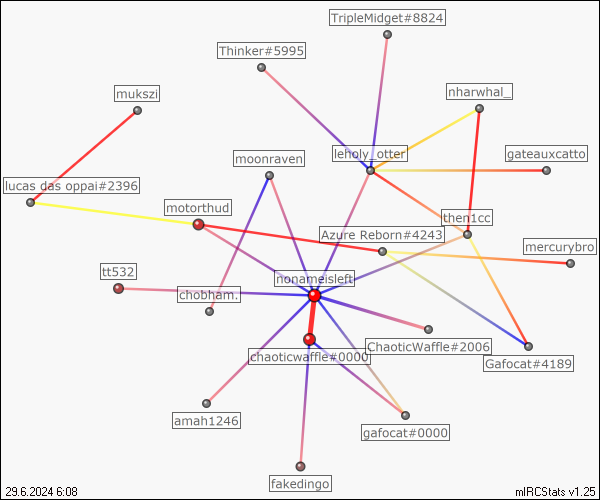 TripleMidget#8824
Thinker#5995
mukszi
nharwhal_
moonraven
leholy_otter
gateauxcatto
lucas das oppai#2396
motorthud
then1cc
Azure Reborn#4243
mercurybro
tt532
nonameisleft
chobham.
chaoticwaffle#0000
ChaoticWaffle#2006
Gafocat#4189
amah1246
gafocat#0000
fakedingo
29.6.2024 6:08
mIRCStats v1.25